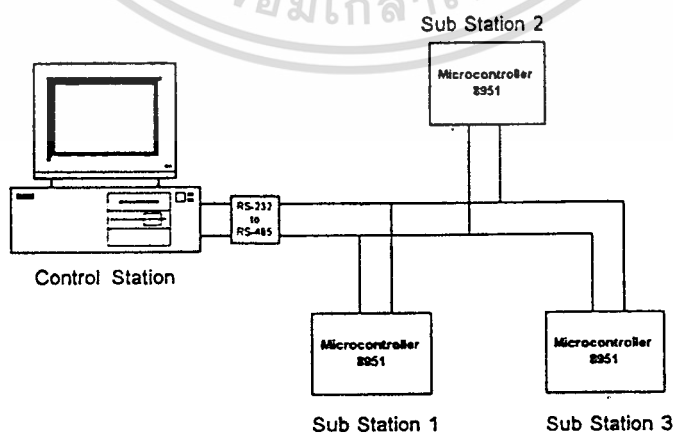 Sub Station 2
Microcontroller
8951
RS-232
to
RS-485
Control Station
Microcontroller
8951
Microcontroller
8951
Sub Station 1
Sub Station 3